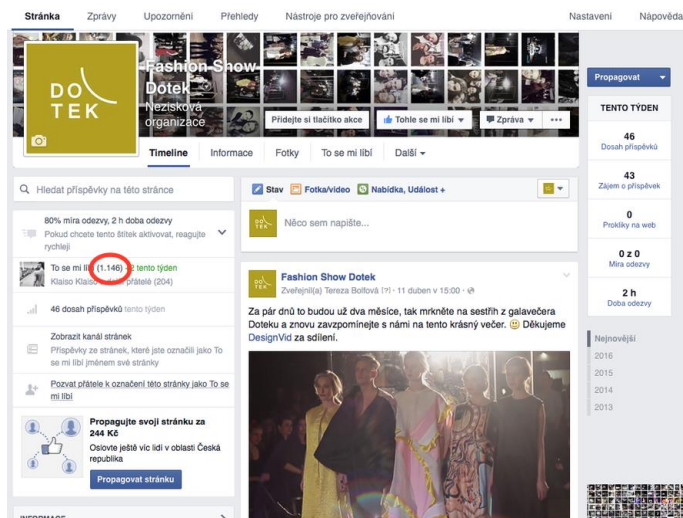 Stránka Zprávy Upozornění Přehledy Nástroje pro zveřejňování Nastavení Nápověda
DO
TEK
Fashion Show
Dotek
Nezisková
organizace
Přidejte si tlačítko akce Tohle se mi líbí Zpráva
Timeline Informace Fotky To se mi líbí Další
Hledat příspěvky na této stránce
80% míra odezvy, 2 h doba odezvy
Pokud chcete tento štítek aktivovat, reagujte
rychleji
To se mi líbí (1.146) tento týden
Klaiso Klaiso přátelé (204)
46 dosah příspěvků tento týden
Zobrazit kanál stránek
Příspěvky ze stránek, které jste označili jako To
se mi líbí jménem své stránky
Pozvat přátele k označení této stránky jako To se
mi líbí
Propagujte svoji stránku za
244 Kč
Oslovte ještě víc lidí v oblasti Česká
republika
Propagovat stránku
INFORMACE
Stav Fotka/video Nabídka, Událost +
DO
TEK
Něco sem napište...
DO
TEK
Fashion Show Dotek
Zveřejnil(a) Tereza Bolfová [?] · 11 duben v 15:00 ·
Za pár dnů to budou už dva měsíce, tak mrkněte na sestřih z galavečera
Doteku a znovu zavzpomínejte s námi na tento krásný večer. Děkujeme
DesignVid za sdílení.
Propagovat
TENTO TÝDEN
46
Dosah příspěvků
43
Zájem o příspěvek
0
Prokliky na web
0 z 0
Míra odezvy
2 h
Doba odezvy
Nejnovější
2016
2015
2014
2013